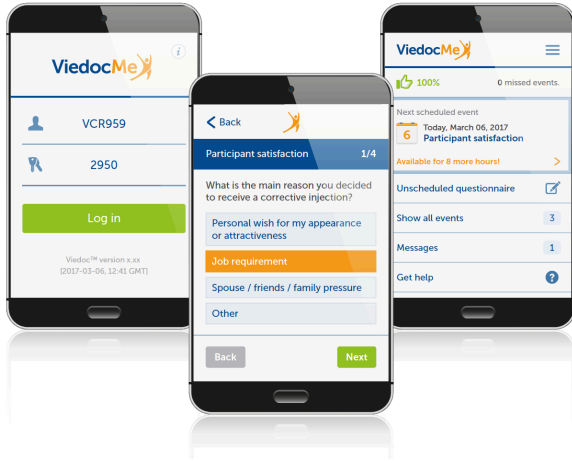 ViedocMe
i
VCR959
2950
Log in
Viedoc™ version x.xx
[2017-03-06, 12:41 GMT]
Back
Participant satisfaction 1/4
What is the main reason you decided
to receive a corrective injection?
Personal wish for my appearance
or attractiveness
Job requirement
Spouse / friends / family pressure
Other
Back Next
ViedocMe
100% 0 missed events.
Next scheduled event
6 Today, March 06, 2017
Participant satisfaction
Available for 8 more hours!
Unscheduled questionnaire
Show all events 3
Messages 1
Get help ?